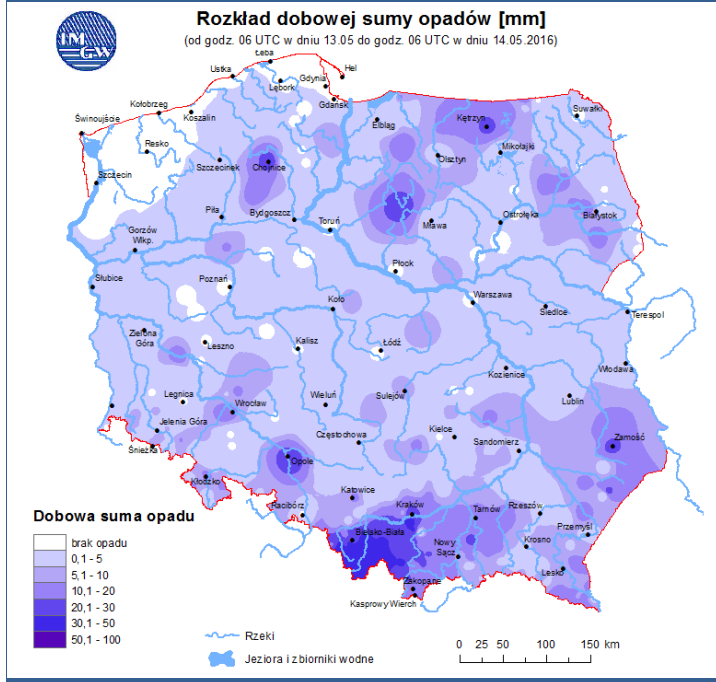 IMGW
Rozkład dobowej sumy opadów [mm]
(od godz. 06 UTC w dniu 13.05 do godz. 06 UTC w dniu 14.05.2016)
Łeba
Hel
Ustka
Gdynia
Lębork
Gdańsk
Kołobrzeg
Koszalin
Suwałki
Świnoujście
Kętrzyn
Elbląg
Resko
Mikołajki
Szczecinek
Chojnice
Olsztyn
Szczecin
Piła
Bydgoszcz
Toruń
Mława
Ostrołęka
Białystok
Gorzów
Wlkp.
Płock
Słubice
Poznań
Koło
Warszawa
Siedlce
Terespol
Zielona
Góra
Leszno
Kalisz
Łódź
Kozienice
Włodawa
Legnica
Wrocław
Wieluń
Sulejów
Lublin
Jelenia Góra
Częstochowa
Kielce
Sandomierz
Zamość
Śnieżka
Opole
Kłodzko
Katowice
Racibórz
Kraków
Tarnów
Rzeszów
Przemyśl
Bielsko-Biała
Nowy
Sącz
Krosno
Lesko
Zakopane
Kasprowy Wierch
Dobowa suma opadu
brak opadu
0,1 - 5
5,1 - 10
10,1 - 20
20,1 - 30
30,1 - 50
50,1 - 100
Rzeki
Jeziora i zbiorniki wodne
0 25 50 100 150 km